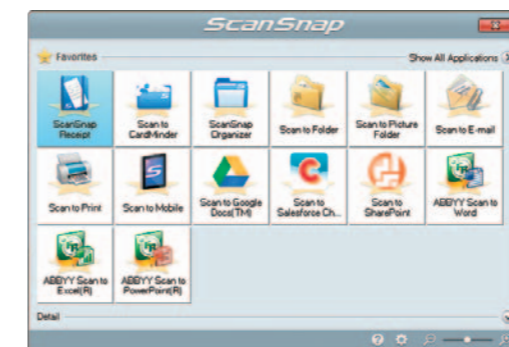 ScanSnap
Favorites
Show All Applications
ScanSnap Receipt
Scan to CardMinder
ScanSnap Organizer
Scan to Folder
Scan to Picture Folder
Scan to E-mail
Scan to Print
Scan to Mobile
Scan to Google Docs(TM)
Scan to Salesforce Ch...
Scan to SharePoint
ABBYY Scan to Word
ABBYY Scan to Excel(R)
ABBYY Scan to PowerPoint(R)
Detail